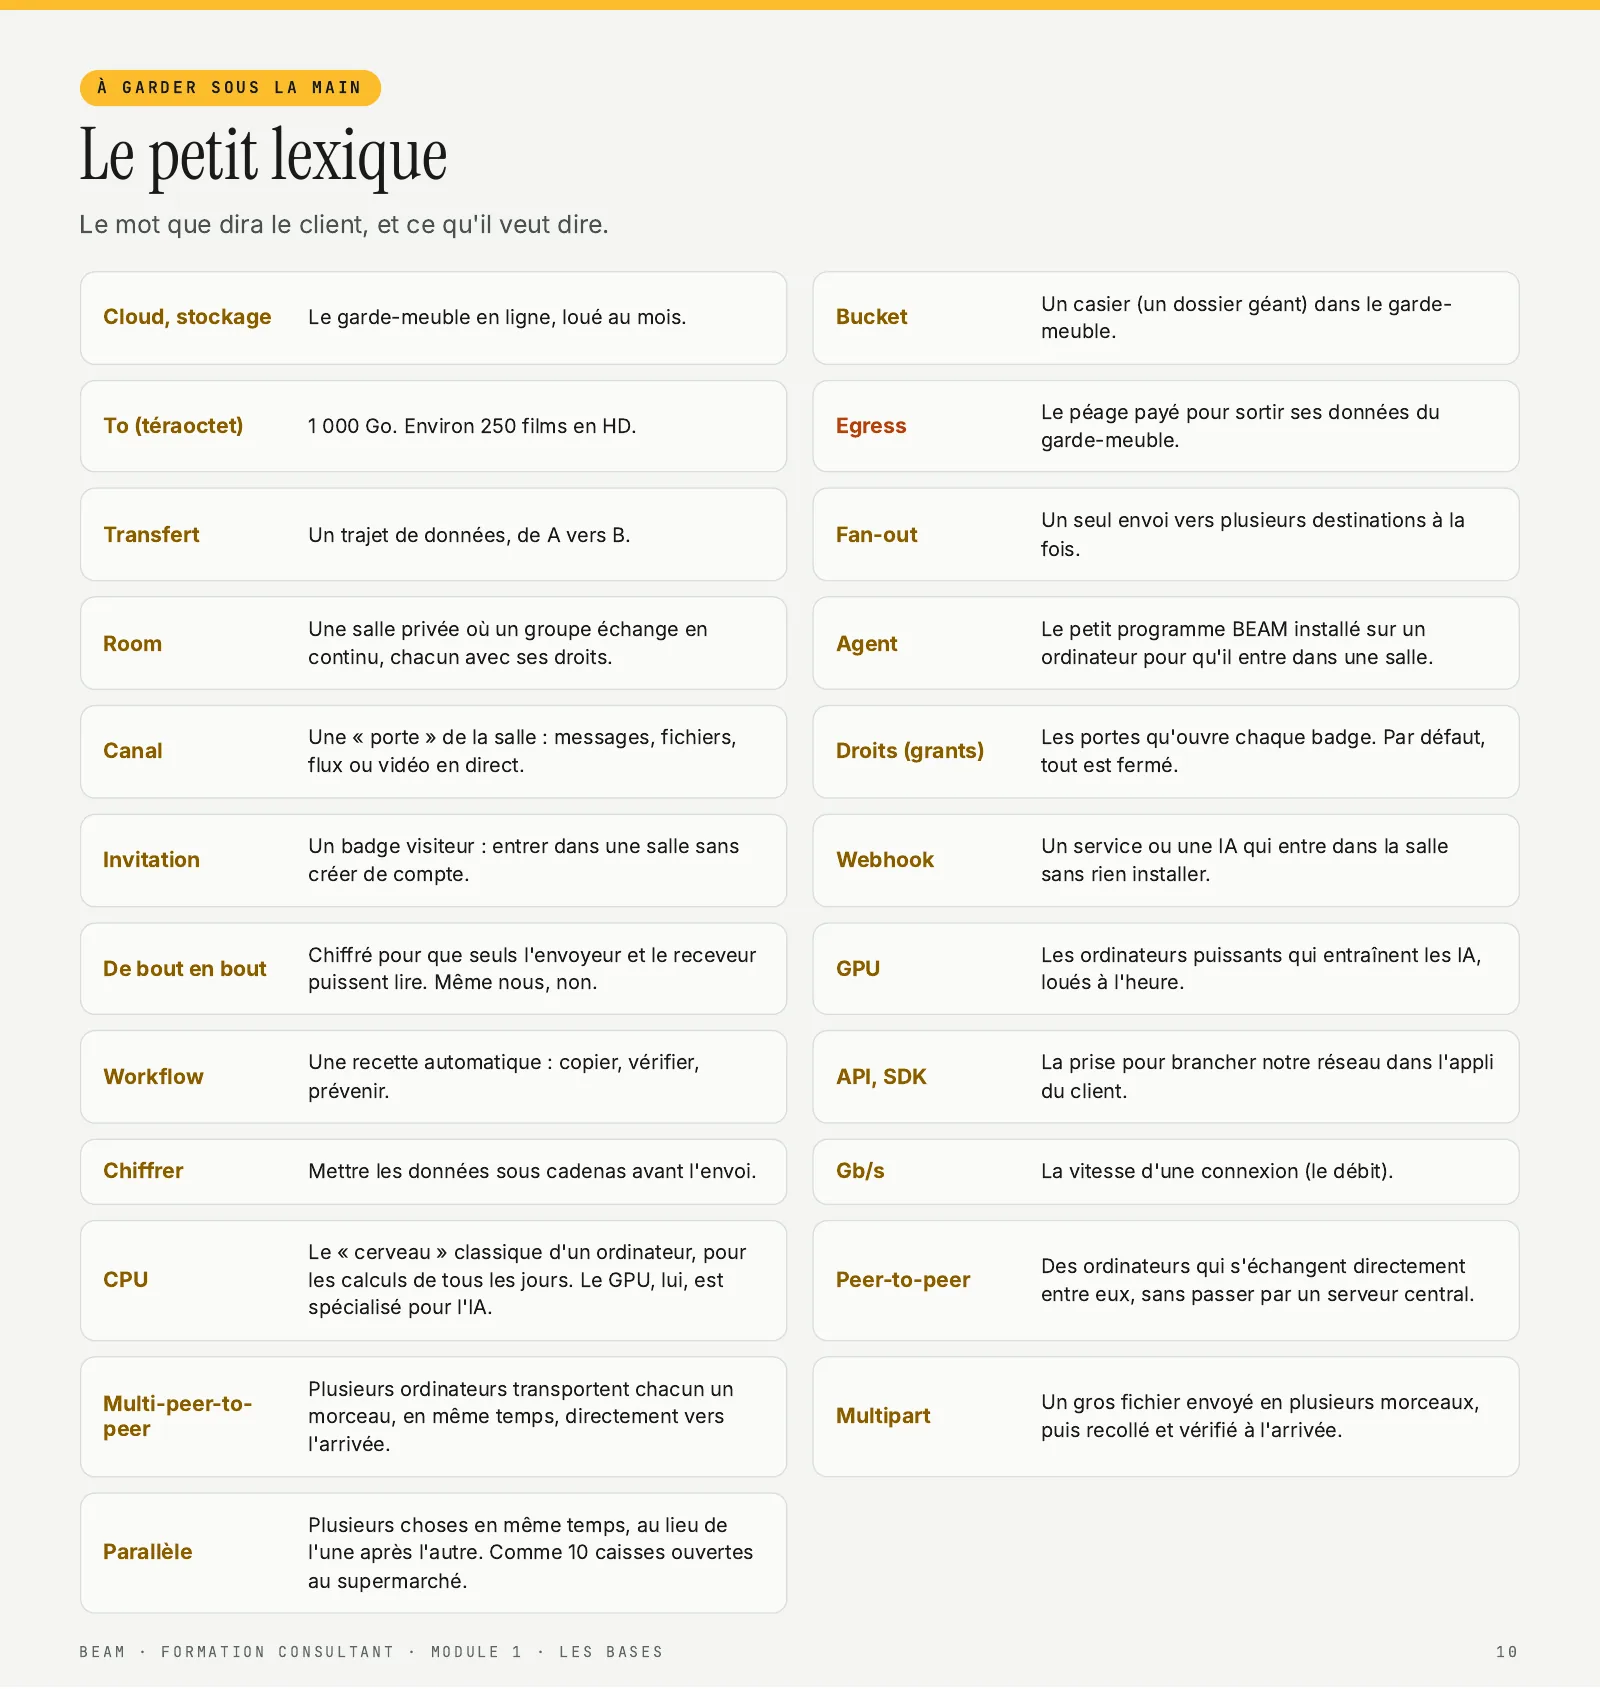 À GARDER SOUS LA MAIN
Le petit lexique
Le mot que dira le client, et ce qu'il veut dire.
Cloud, stockage
Le garde-meuble en ligne, loué au mois.
Bucket
Un casier (un dossier géant) dans le garde-
meuble.
To (téraoctet)
1 000 Go. Environ 250 films en HD.
Egress
Le péage payé pour sortir ses données du
garde-meuble.
Transfert
Un trajet de données, de A vers B.
Fan-out
Un seul envoi vers plusieurs destinations à la
fois.
Room
Une salle privée où un groupe échange en
continu, chacun avec ses droits.
Agent
Le petit programme BEAM installé sur un
ordinateur pour qu'il entre dans une salle.
Canal
Une « porte » de la salle : messages, fichiers,
flux ou vidéo en direct.
Droits (grants)
Les portes qu'ouvre chaque badge. Par défaut,
tout est fermé.
Invitation
Un badge visiteur : entrer dans une salle sans
créer de compte.
Webhook
Un service ou une IA qui entre dans la salle
sans rien installer.
De bout en bout
Chiffré pour que seuls l'envoyeur et le receveur
puissent lire. Même nous, non.
GPU
Les ordinateurs puissants qui entraînent les IA,
loués à l'heure.
Workflow
Une recette automatique : copier, vérifier,
prévenir.
API, SDK
La prise pour brancher notre réseau dans l'appli
du client.
Chiffrer
Mettre les données sous cadenas avant l'envoi.
Gb/s
La vitesse d'une connexion (le débit).
CPU
Le « cerveau » classique d'un ordinateur, pour
les calculs de tous les jours. Le GPU, lui, est
spécialisé pour l'IA.
Peer-to-peer
Des ordinateurs qui s'échangent directement
entre eux, sans passer par un serveur central.
Multi-peer-to-
peer
Plusieurs ordinateurs transportent chacun un
morceau, en même temps, directement vers
l'arrivée.
Multipart
Un gros fichier envoyé en plusieurs morceaux,
puis recollé et vérifié à l'arrivée.
Parallèle
Plusieurs choses en même temps, au lieu de
l'une après l'autre. Comme 10 caisses ouvertes
au supermarché.
BEAM · FORMATION CONSULTANT · MODULE 1 · LES BASES
10